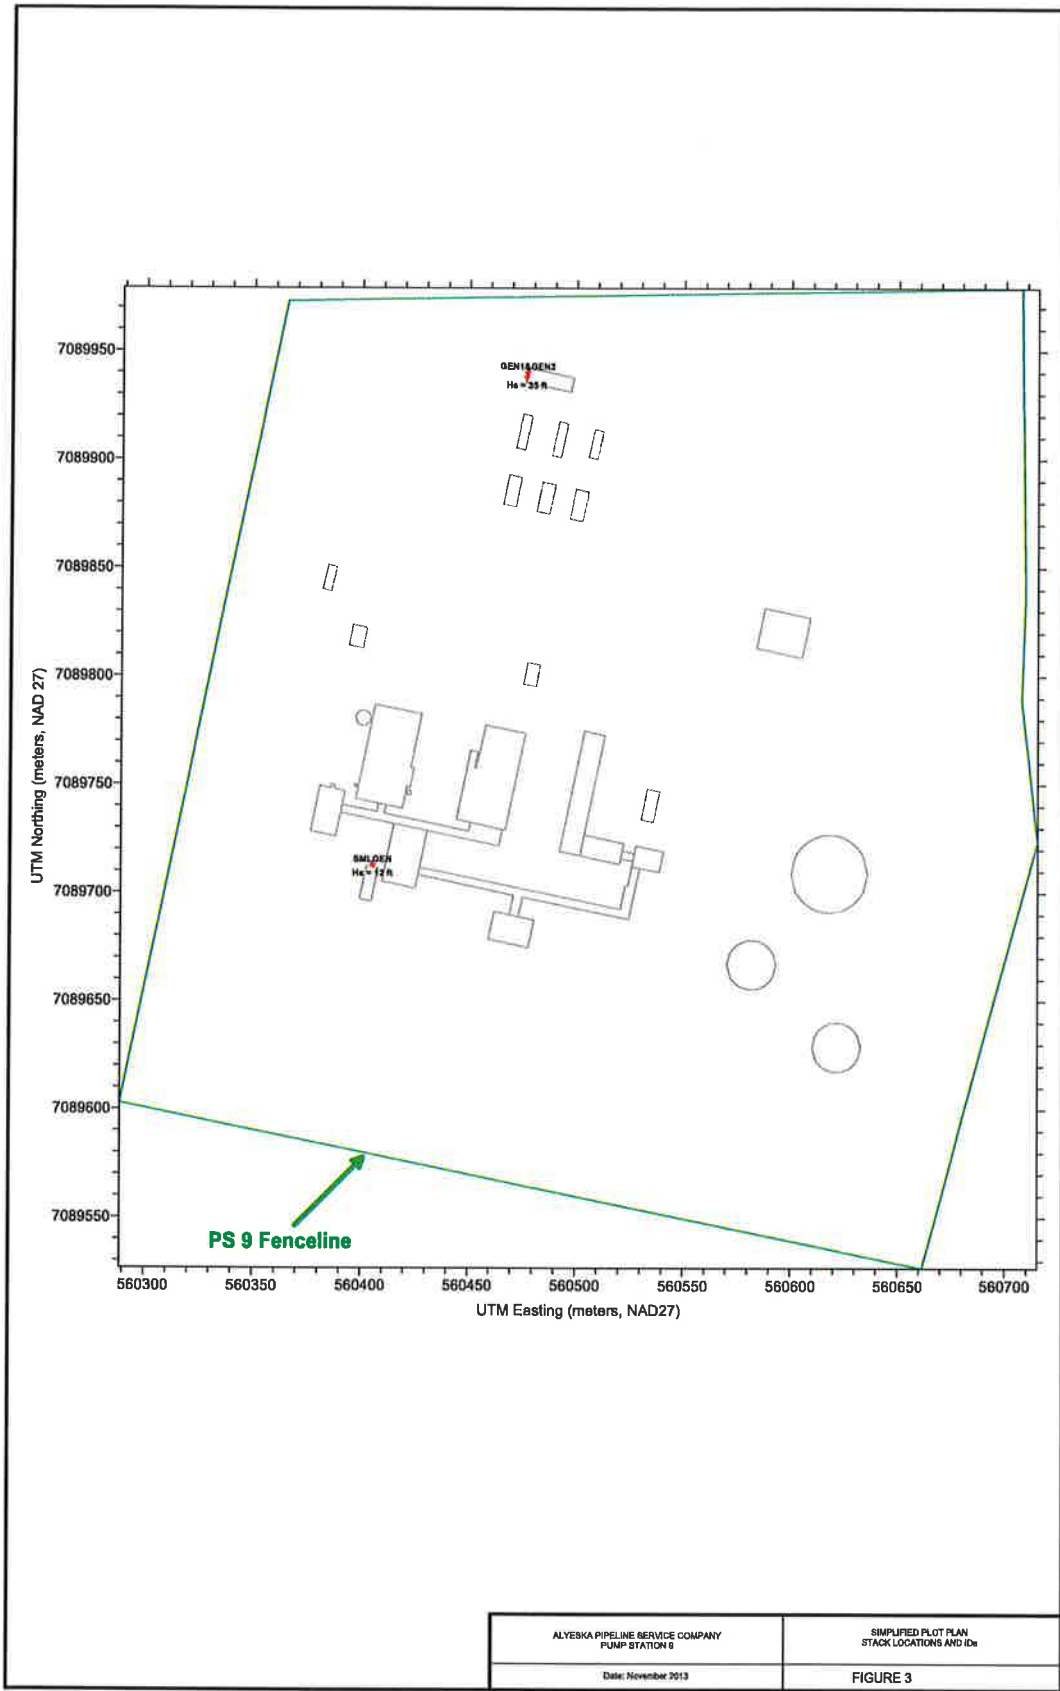 7089950
7089900
7089850
7089800
7089750
7089700
7089650
7089600
7089550
UTM Northing (meters, NAD 27)
GEN1&GEN2
Hs = 35 ft
SMLGEN
Hs = 12 ft
PS 9 Fenceline
560300 560350 560400 560450 560500 560550 560600 560650 560700
UTM Easting (meters, NAD27)
ALYESKA PIPELINE SERVICE COMPANY
PUMP STATION 9
SIMPLIFIED PLOT PLAN
STACK LOCATIONS AND IDs
Date: November 2013
FIGURE 3